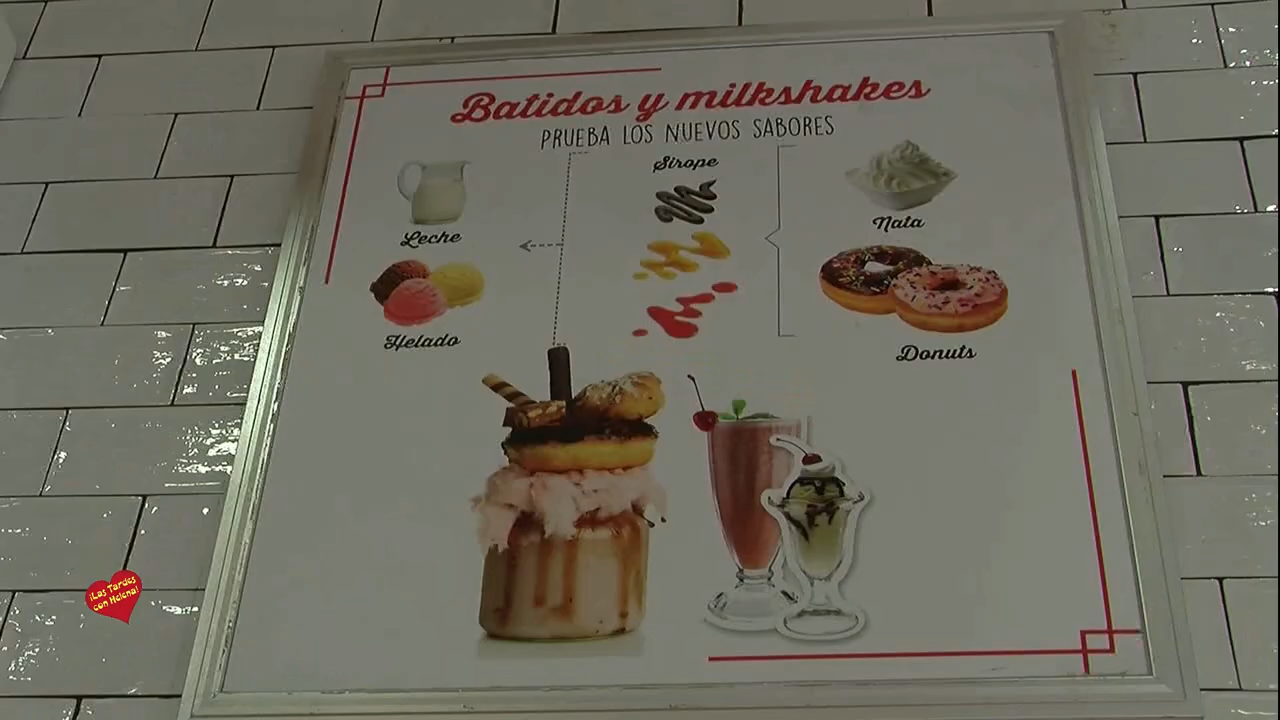 Batidos y milkshakes
PRUEBA LOS NUEVOS SABORES
Sirope
Leche
Nata
Helado
Donuts
¡Las Tardes
con Helena!